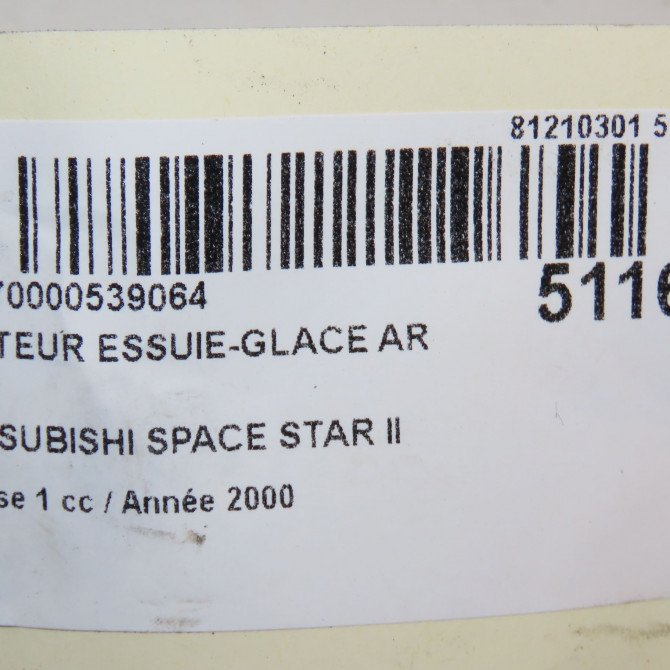 81210301 5
70000539064
5116
TEUR ESSUIE-GLACE AR
SUBISHI SPACE STAR II
se 1 cc / Année 2000